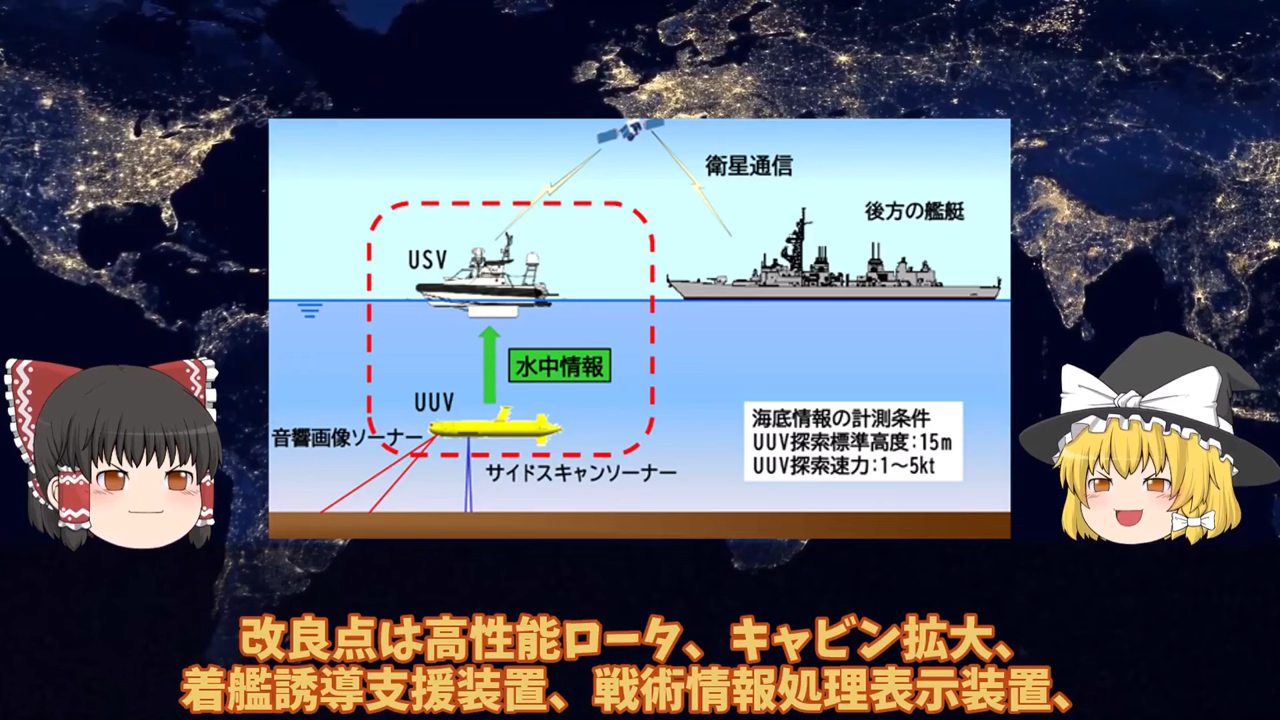 衛星通信
後方の艦艇
USV
水中情報
UUV
音響画像ソーナー
サイドスキャンソーナー
海底情報の計測条件
UUV探索標準高度:15m
UUV探索速力:1～5kt
改良点は高性能ロータ、キャビン拡大、
着艦誘導支援装置、戦術情報処理表示装置、